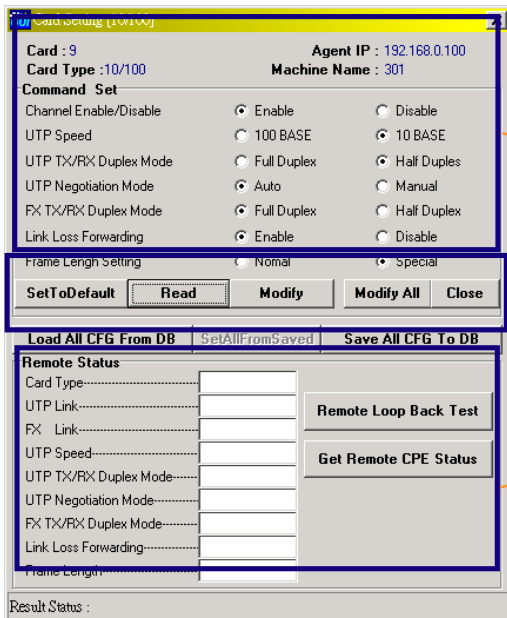 Card Setting [10/100]
Card : 9 Agent IP : 192.168.0.100
Card Type :10/100 Machine Name : 301
Command Set
Channel Enable/Disable Enable Disable
UTP Speed 100 BASE 10 BASE
UTP TX/RX Duplex Mode Full Duplex Half Duples
UTP Negotiation Mode Auto Manual
FX TX/RX Duplex Mode Full Duplex Half Duplex
Link Loss Forwarding Enable Disable
Frame Lengh Setting Nomal Special
SetToDefault Read Modify Modify All Close
Load All CFG From DB SetAllFromSaved Save All CFG To DB
Remote Status
Card Type
UTP Link
FX Link
Remote Loop Back Test
UTP Speed
Get Remote CPE Status
UTP TX/RX Duplex Mode
UTP Negotiation Mode
FX TX/RX Duplex Mode
Link Loss Forwarding
Frame Length
Result Status :